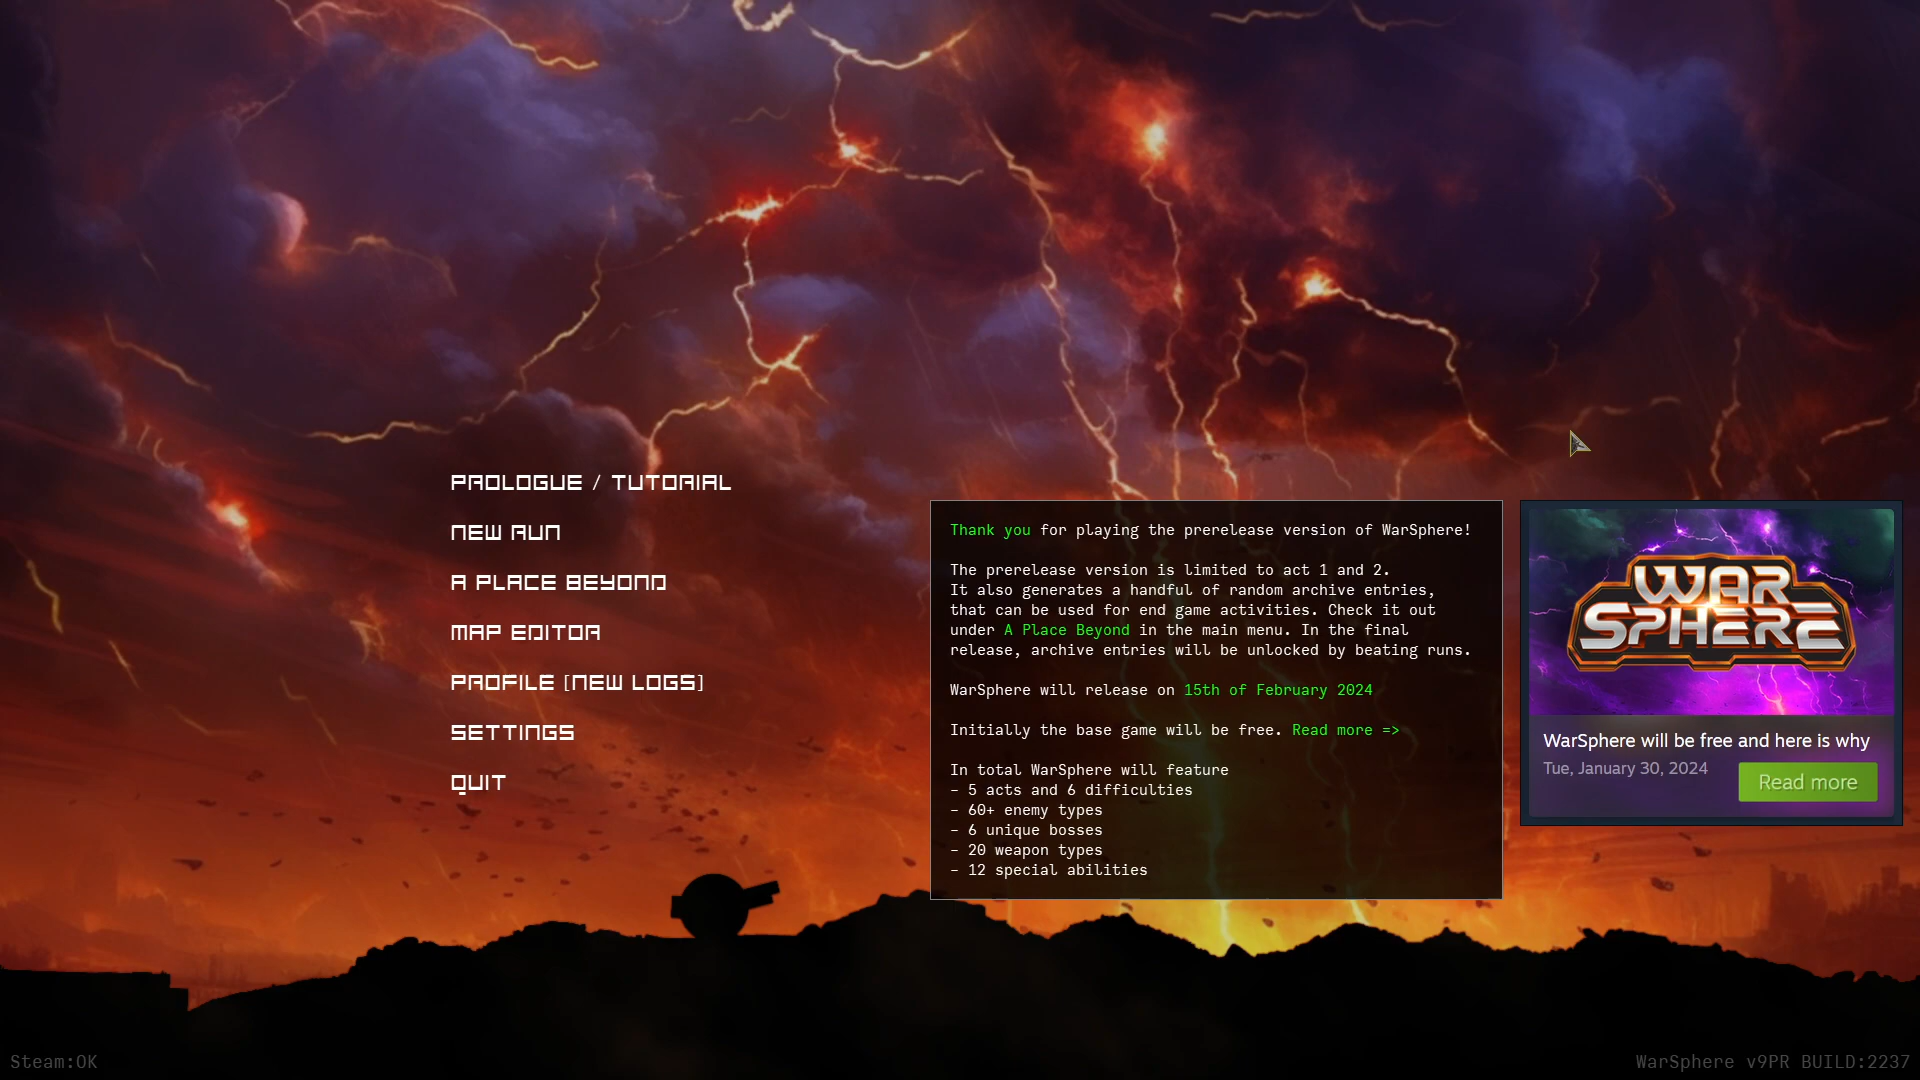 PROLOGUE / TUTORIAL
NEW RUN
A PLACE BEYOND
MAP EDITOR
PROFILE [NEW LOGS]
SETTINGS
QUIT
Thank you for playing the prerelease version of WarSphere!
The prerelease version is limited to act 1 and 2.
It also generates a handful of random archive entries,
that can be used for end game activities. Check it out
under A Place Beyond in the main menu. In the final
release, archive entries will be unlocked by beating runs.
WarSphere will release on 15th of February 2024
Initially the base game will be free. Read more =>
In total WarSphere will feature
- 5 acts and 6 difficulties
- 60+ enemy types
- 6 unique bosses
- 20 weapon types
- 12 special abilities
WAR
SPHERE
WarSphere will be free and here is why
Tue, January 30, 2024
Read more
Steam:OK
WarSphere v9PR BUILD:2237